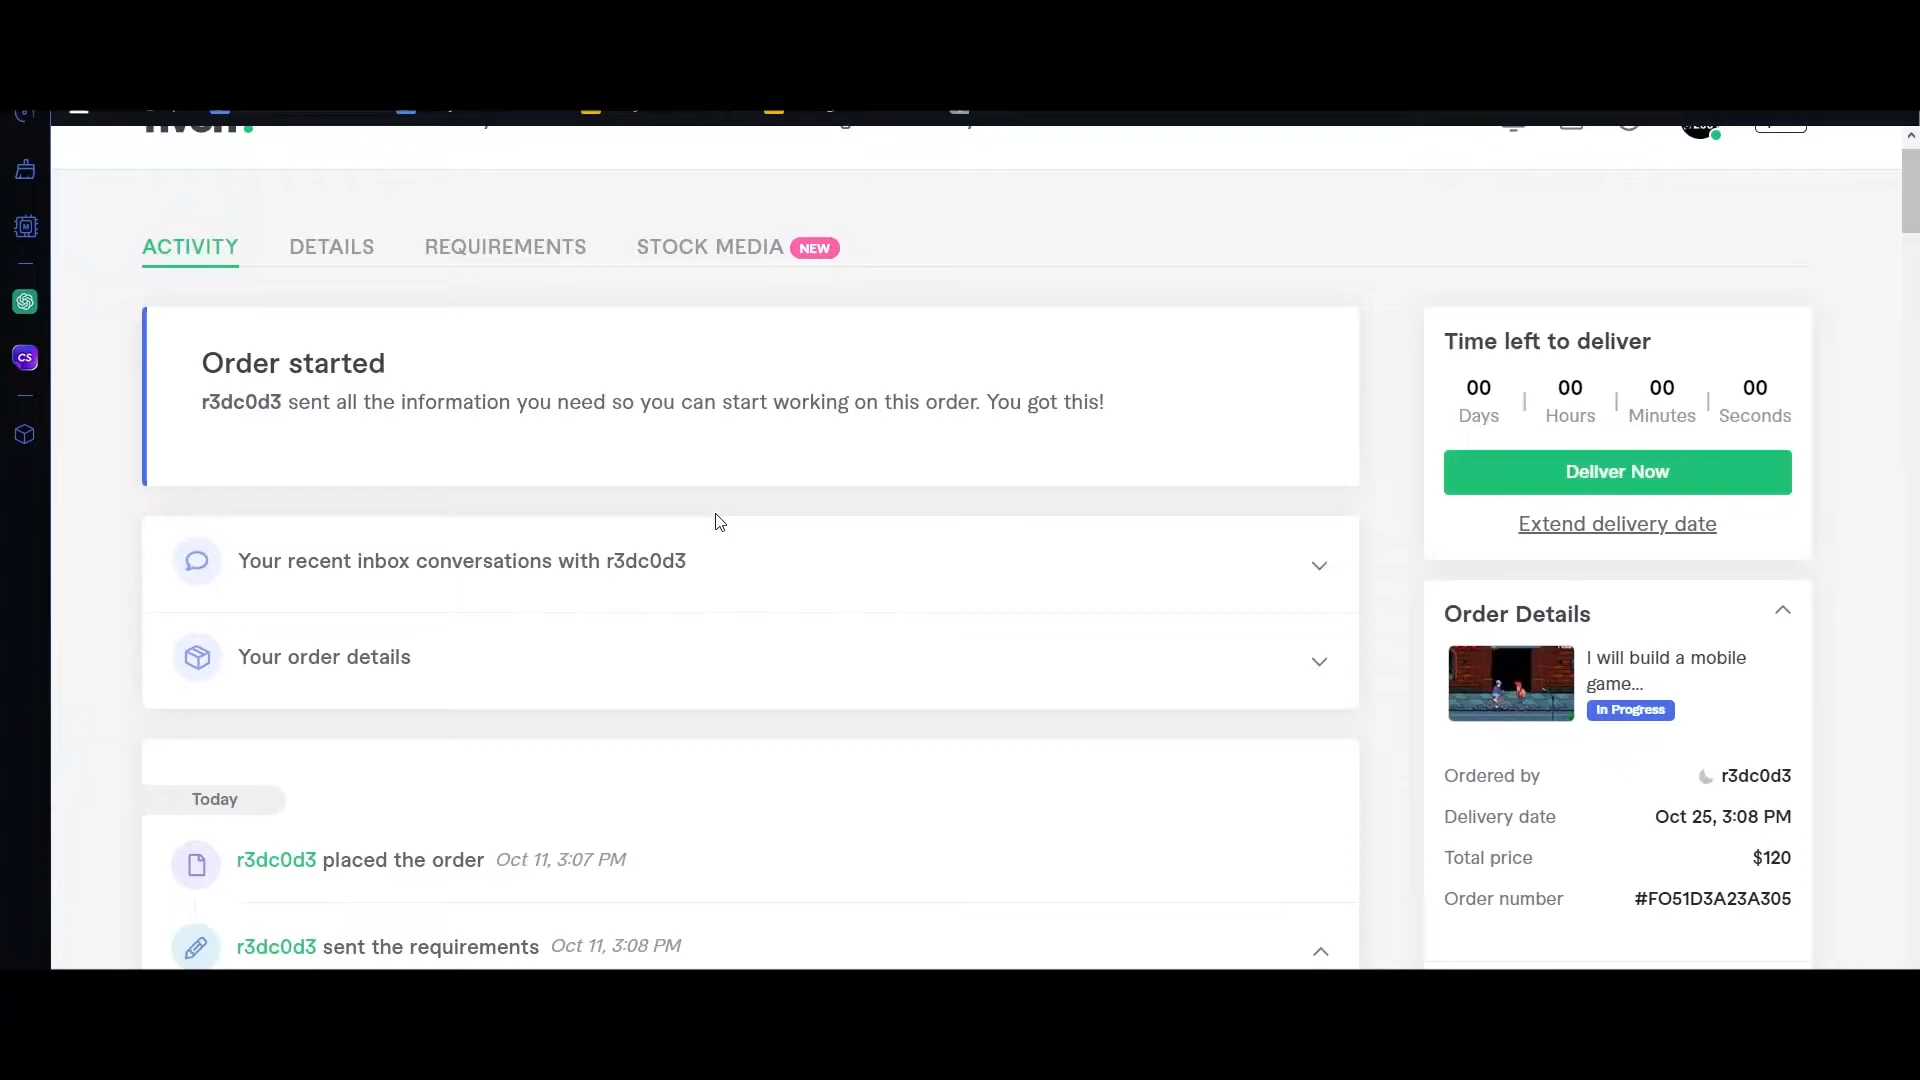 ACTIVITY
DETAILS
REQUIREMENTS
STOCK MEDIA NEW
Order started
r3dc0d3 sent all the information you need so you can start working on this order. You got this!
Your recent inbox conversations with r3dc0d3
Your order details
Today
r3dc0d3 placed the order Oct 11, 3:07 PM
r3dc0d3 sent the requirements Oct 11, 3:08 PM
Time left to deliver
00 | 00 | 00 | 00
Days Hours Minutes Seconds
Deliver Now
Extend delivery date
Order Details
I will build a mobile
game...
In Progress
Ordered by r3dc0d3
Delivery date Oct 25, 3:08 PM
Total price $120
Order number #FO51D3A23A305
CS
M